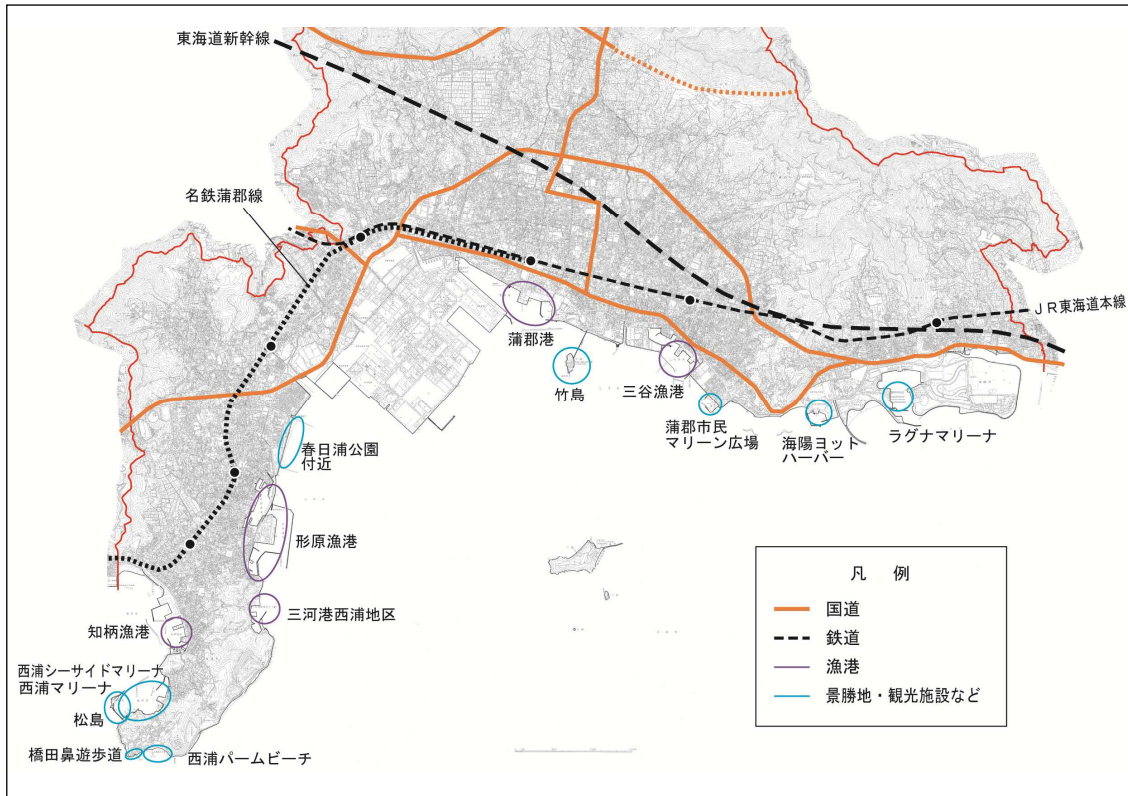 東海道新幹線
名鉄蒲郡線
JR東海道本線
蒲郡港
竹島
三谷漁港
蒲郡市民
マリーン広場
海陽ヨット
ハーバー
ラグナマリーナ
春日浦公園
付近
形原漁港
三河港西浦地区
知柄漁港
西浦シーサイドマリーナ
西浦マリーナ
松島
橋田鼻遊歩道
西浦パームビーチ
凡 例
国道
鉄道
漁港
景勝地・観光施設など